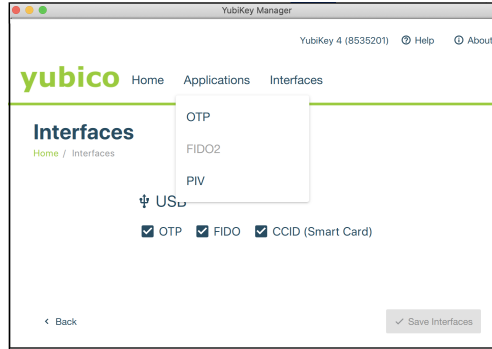 YubiKey Manager
YubiKey 4 (8535201) Help About
yubico Home Applications Interfaces
OTP
FIDO2
PIV
Interfaces
Home / Interfaces
USB
OTP FIDO CCID (Smart Card)
Back Save Interfaces